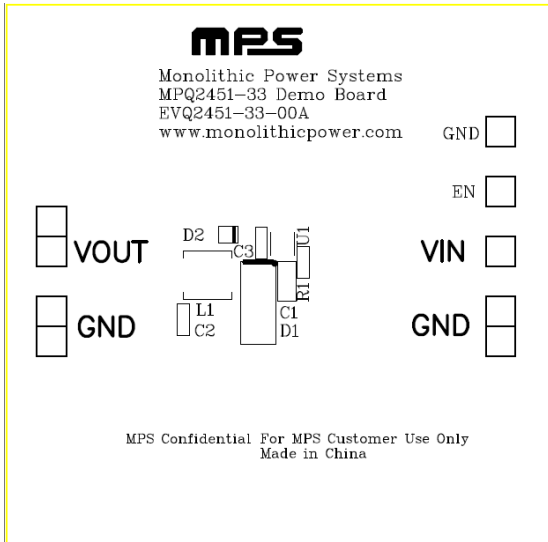 mps
Monolithic Power Systems
MPQ2451-33 Demo Board
EVQ2451-33-00A
www.monolithicpower.com
GND
EN
D2
C3
U1
VOUT
VIN
R1
L1
C1
GND
C2
D1
GND
MPS Confidential For MPS Customer Use Only
Made in China